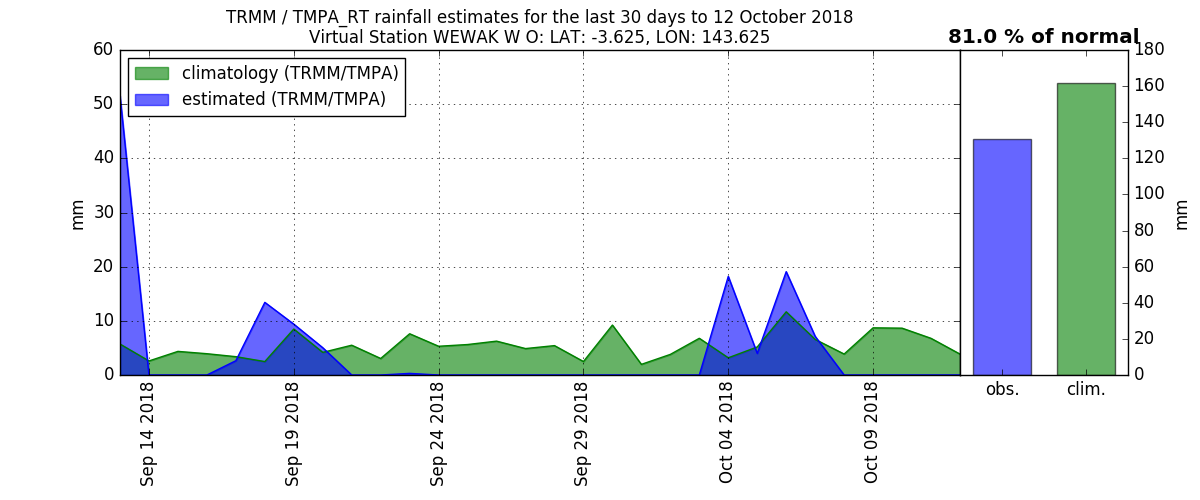 TRMM / TMPA_RT rainfall estimates for the last 30 days to 12 October 2018
Virtual Station WEWAK W O: LAT: -3.625, LON: 143.625
81.0 % of normal
climatology (TRMM/TMPA)
estimated (TRMM/TMPA)
60
50
40
30
20
10
0
mm
Sep 14 2018
Sep 19 2018
Sep 24 2018
Sep 29 2018
Oct 04 2018
Oct 09 2018
obs.
clim.
180
160
140
120
100
80
60
40
20
0
mm